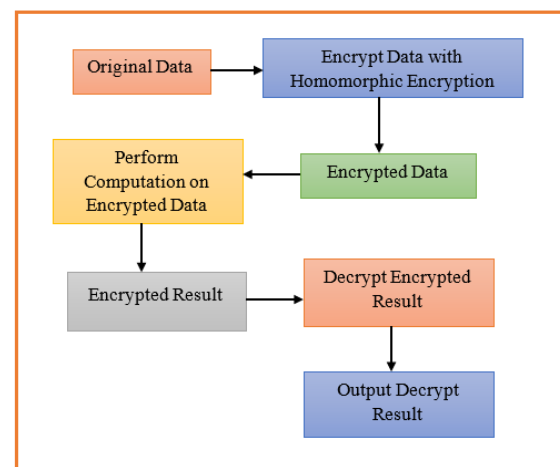 Original Data
Encrypt Data with
Homomorphic Encryption
Perform
Computation on
Encrypted Data
Encrypted Data
Encrypted Result
Decrypt Encrypted
Result
Output Decrypt
Result